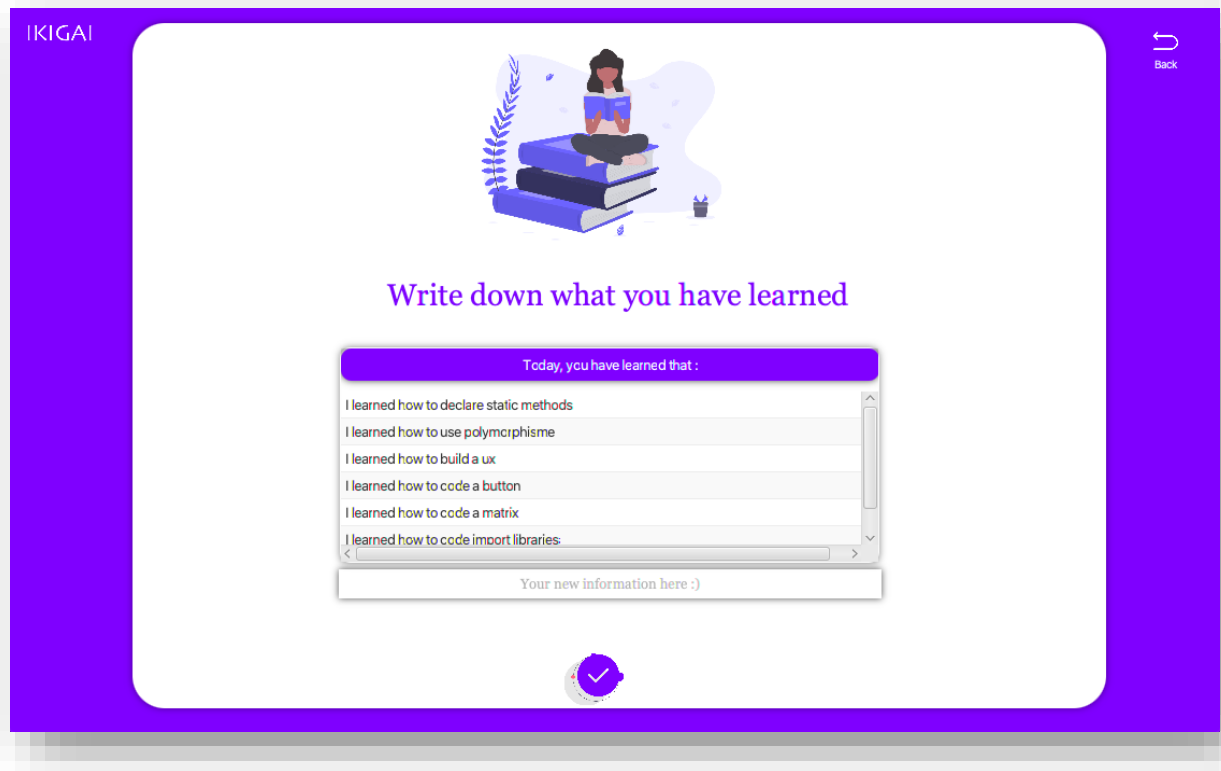 IKIGAI
Back
Write down what you have learned
Today, you have learned that :
I learned how to declare static methods
I learned how to use polymorphisme
I learned how to build a ux
I learned how to code a button
I learned how to code a matrix
I learned how to code import libraries
Your new information here :)